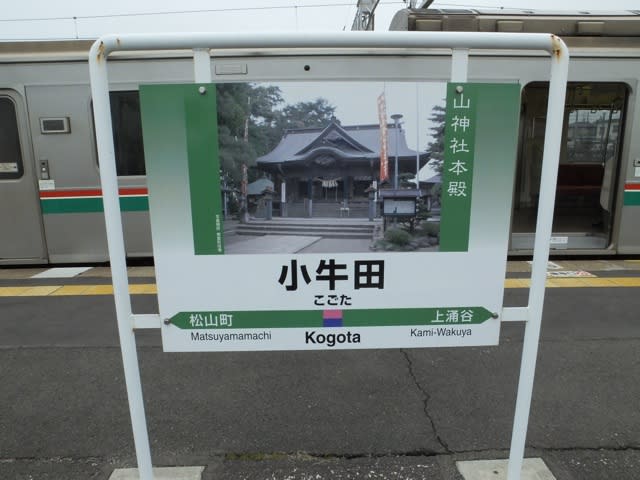 山神社本殿
小牛田
こごた
松山町
上涌谷
Matsuyamamachi
Kogota
Kami-Wakuya